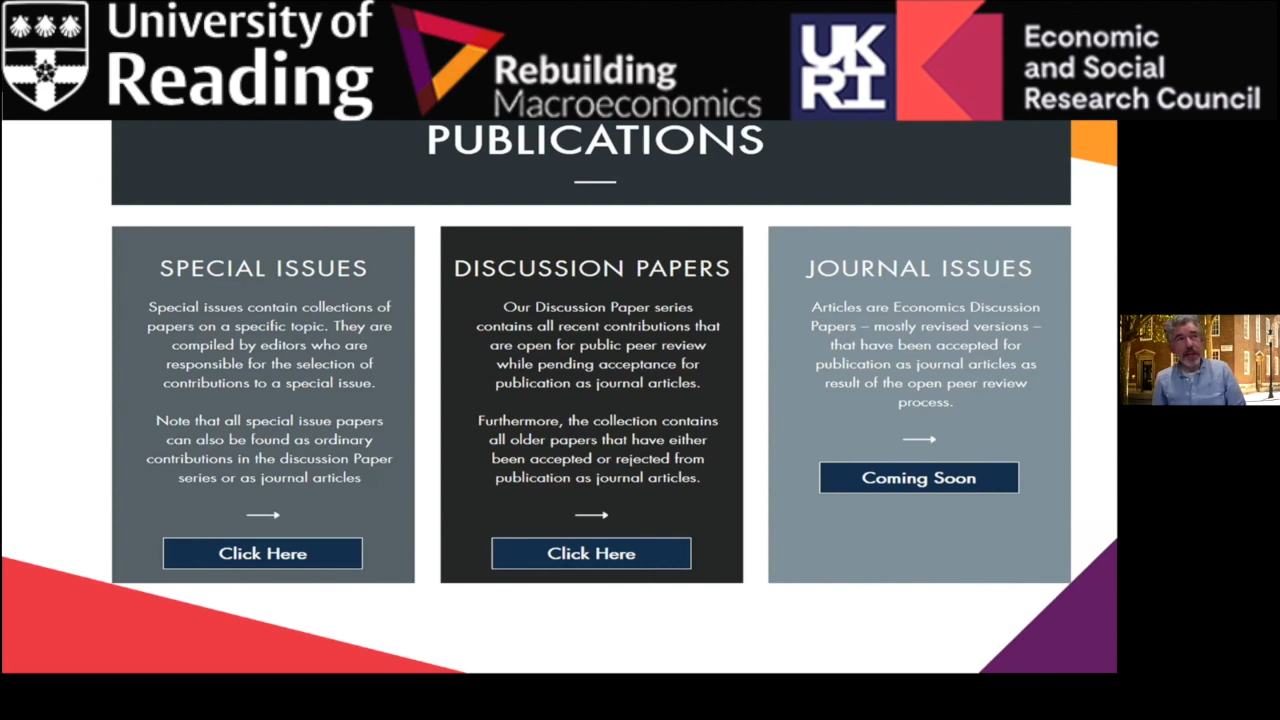 University of
Reading
Rebuilding
Macroeconomics
UK
RI
Economic
and Social
Research Council
PUBLICATIONS
SPECIAL ISSUES
Special issues contain collections of
papers on a specific topic. They are
compiled by editors who are
responsible for the selection of
contributions to a special issue.
Note that all special issue papers
can also be found as ordinary
contributions in the discussion Paper
series or as journal articles
Click Here
DISCUSSION PAPERS
Our Discussion Paper series
contains all recent contributions that
are open for public peer review
while pending acceptance for
publication as journal articles.
Furthermore, the collection contains
all older papers that have either
been accepted or rejected from
publication as journal articles.
Click Here
JOURNAL ISSUES
Articles are Economics Discussion
Papers – mostly revised versions –
that have been accepted for
publication as journal articles as
result of the open peer review
process.
Coming Soon